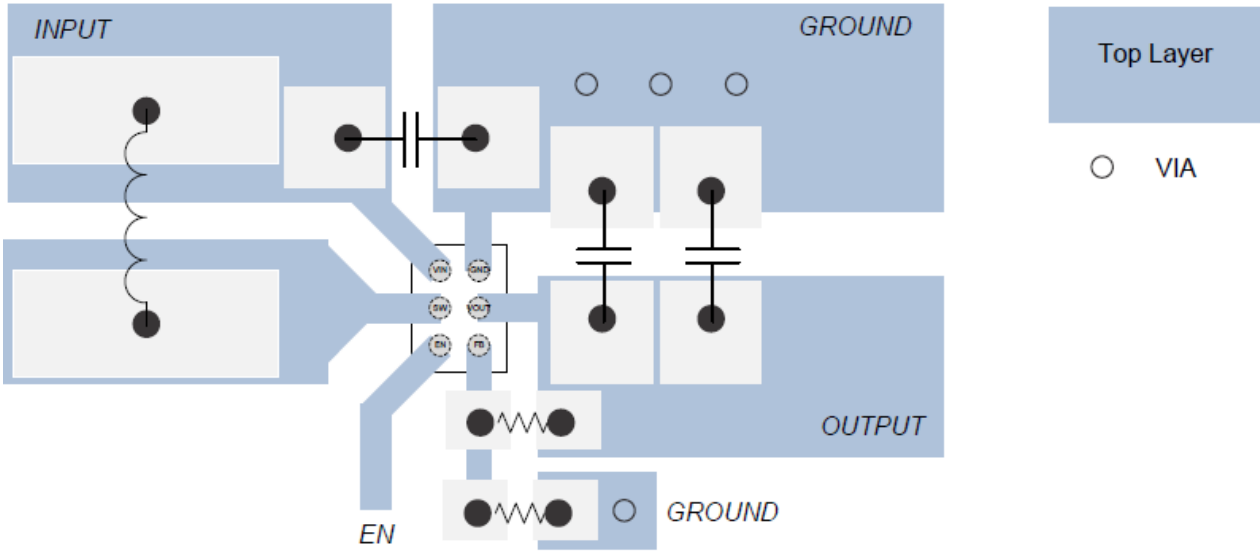 INPUT
GROUND
Top Layer
VIA
VIN
GND
SW
VOUT
EN
FB
OUTPUT
GROUND
EN